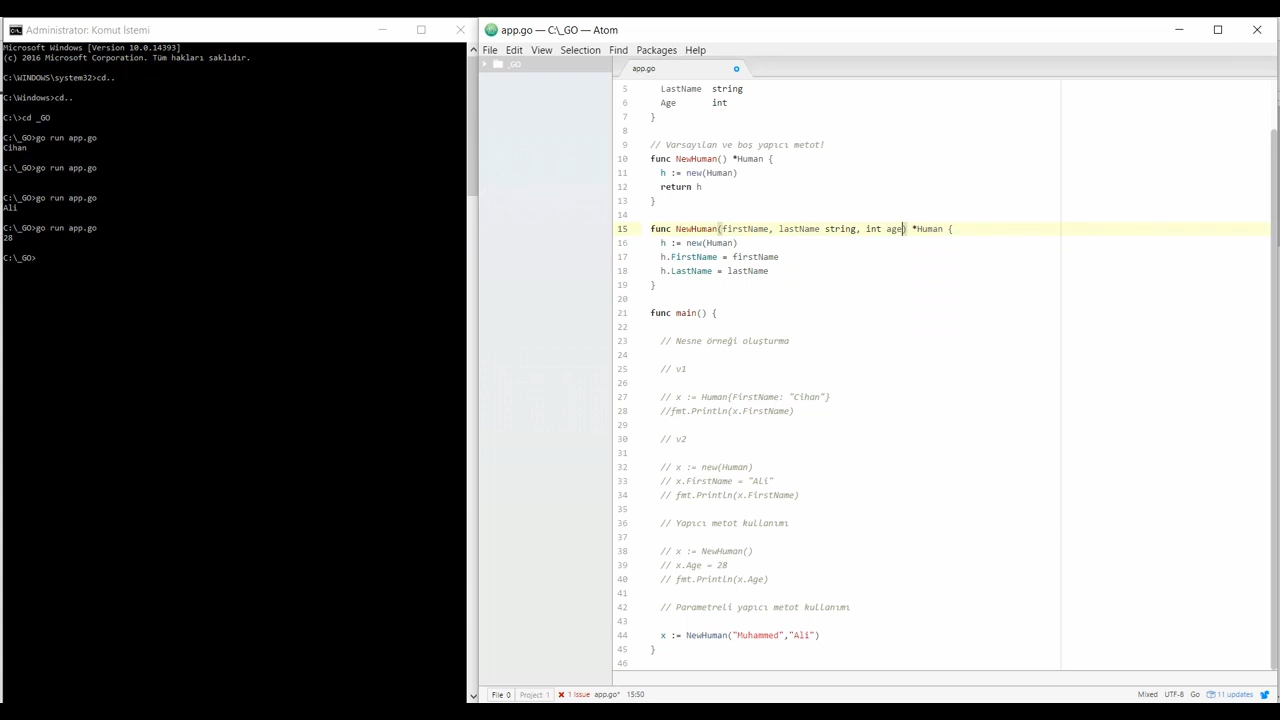 Administrator: Komut İstemi
Microsoft Windows [Version 10.0.14393]
(c) 2016 Microsoft Corporation. Tüm hakları saklıdır.
C:\WINDOWS\system32>cd..
C:\Windows>cd..
C:\>cd _GO
C:\_GO>go run app.go
Cihan
C:\_GO>go run app.go
C:\_GO>go run app.go
Ali
C:\_GO>go run app.go
28
C:\_GO>
app.go — C:\_GO — Atom
File Edit View Selection Find Packages Help
_GO
app.go
5 LastName string
6 Age int
7 }
8
9 // Varsayılan ve boş yapıcı metot!
10 func NewHuman() *Human {
11 h := new(Human)
12 return h
13 }
14
15 func NewHuman(firstName, lastName string, int age) *Human {
16 h := new(Human)
17 h.FirstName = firstName
18 h.LastName = lastName
19 }
20
21 func main() {
22
23 // Nesne örneği oluşturma
24
25 // v1
26
27 // x := Human{FirstName: "Cihan"}
28 //fmt.Println(x.FirstName)
29
30 // v2
31
32 // x := new(Human)
33 // x.FirstName = "Ali"
34 // fmt.Println(x.FirstName)
35
36 // Yapıcı metot kullanımı
37
38 // x := NewHuman()
39 // x.Age = 28
40 // fmt.Println(x.Age)
41
42 // Parametreli yapıcı metot kullanımı
43
44 x := NewHuman("Muhammed","Ali")
45 }
46
File 0 Project 1 1 Issue app.go* 15:50 Mixed UTF-8 Go 11 updates